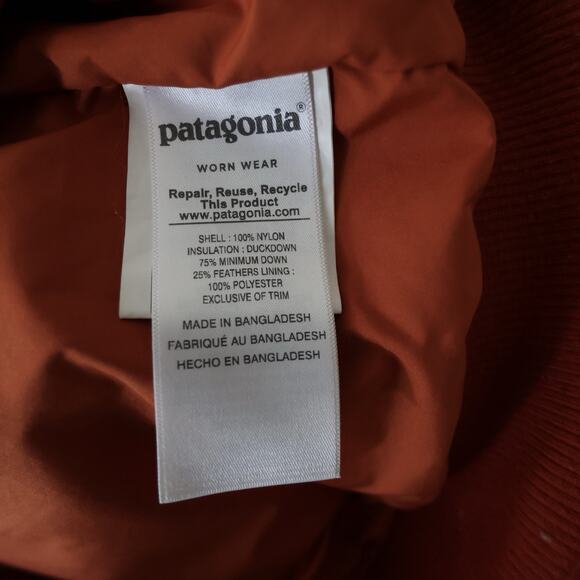 patagonia®
WORN WEAR
Repair, Reuse, Recycle
This Product
www.patagonia.com
SHELL : 100% NYLON
INSULATION : DUCKDOWN
75% MINIMUM DOWN
25% FEATHERS LINING :
100% POLYESTER
EXCLUSIVE OF TRIM
MADE IN BANGLADESH
FABRIQUÉ AU BANGLADESH
HECHO EN BANGLADESH